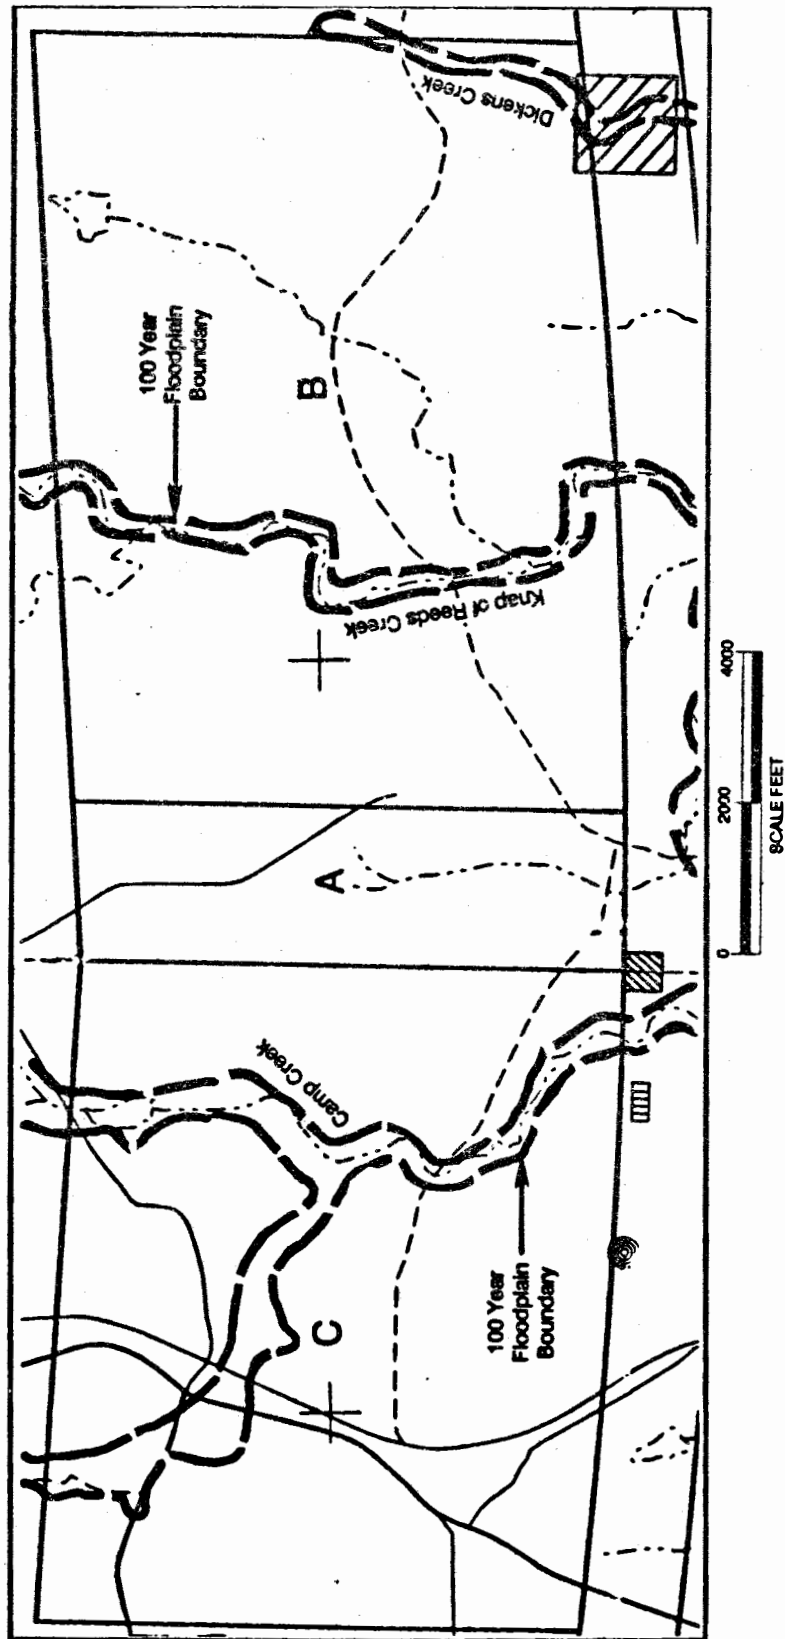 Dickens Creek
100 Year
Floodplain
Boundary
B
Knap of Reeds Creek
A
Camp Creek
C
100 Year
Floodplain
Boundary
0
2000
4000
SCALE FEET